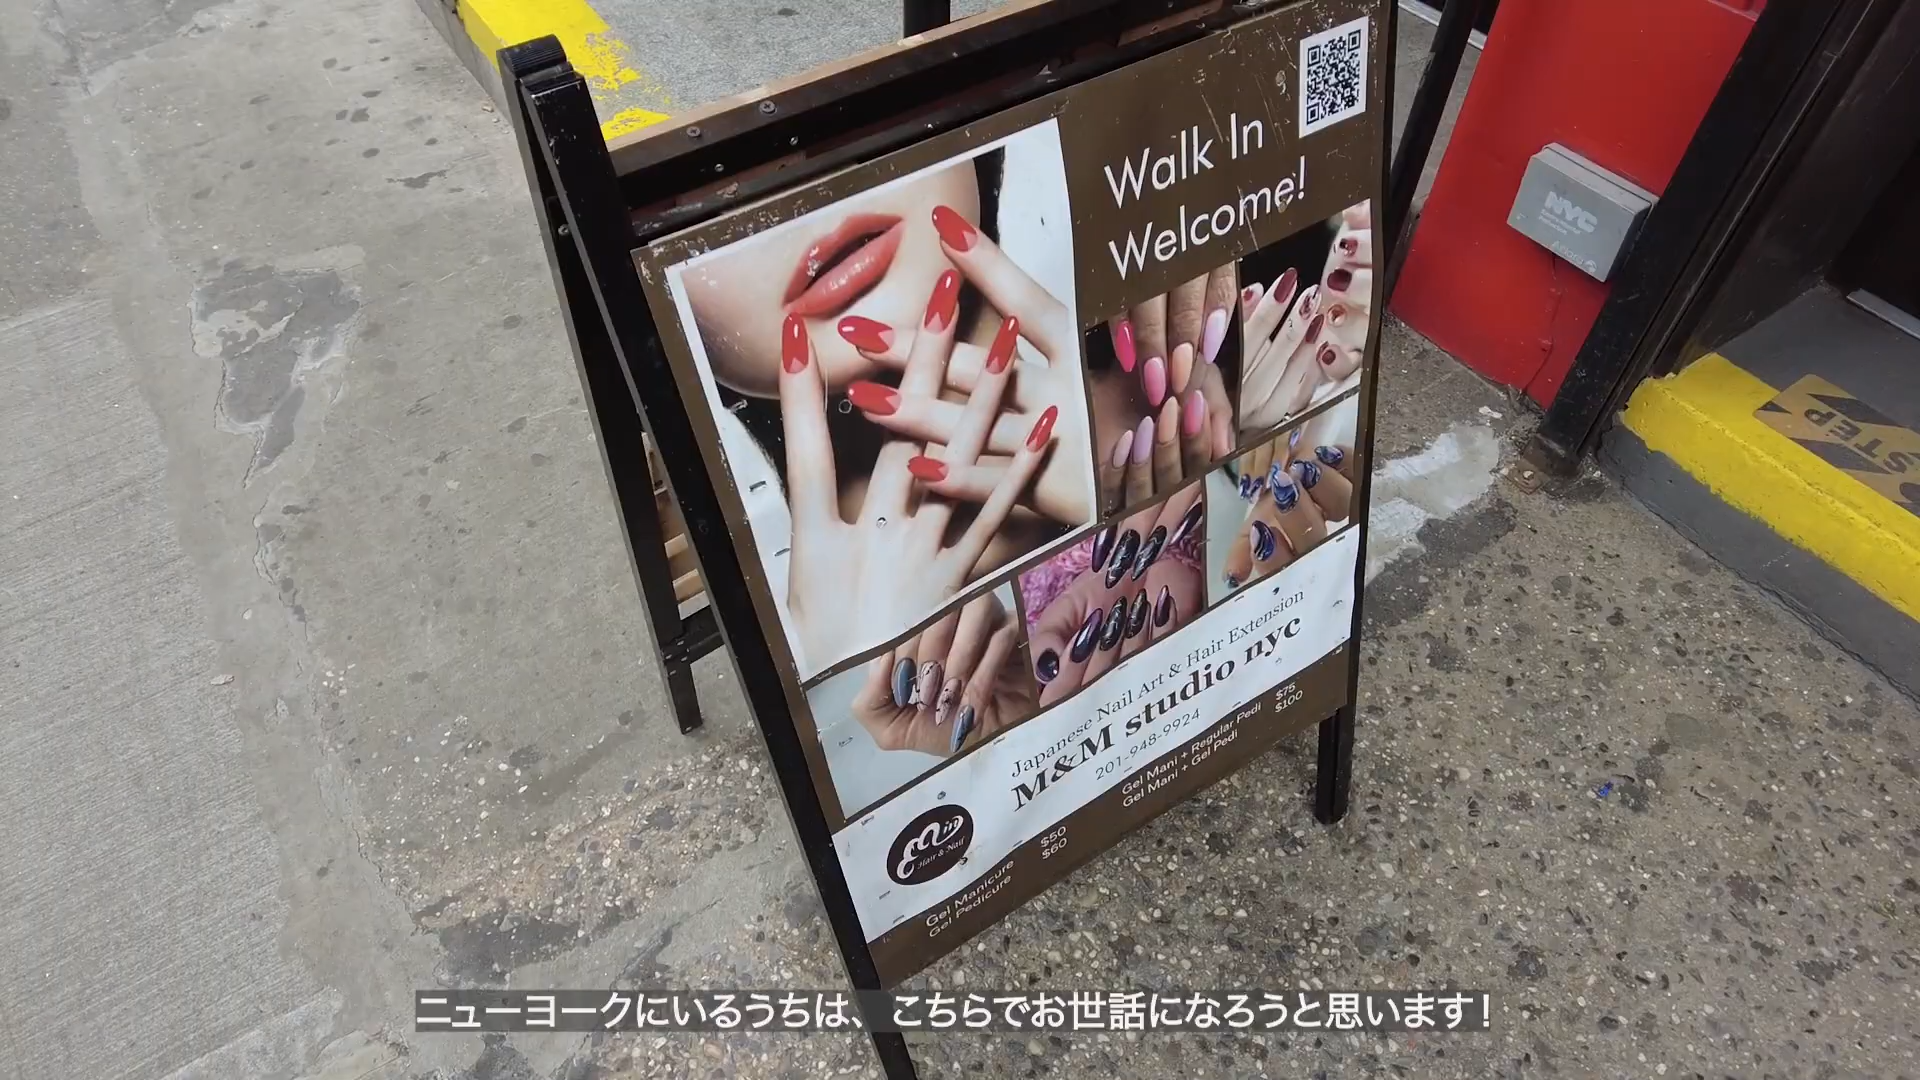 Walk In
Welcome!
NYC
STEP
Japanese Nail Art & Hair Extension
M&M studio nyc
201-948-9924
Gel Mani + Regular Pedi $75
Gel Mani + Gel Pedi $100
Min
Hair & Nail
Gel Manicure $50
Gel Pedicure $60
ニューヨークにいるうちは、こちらでお世話になろうと思います!